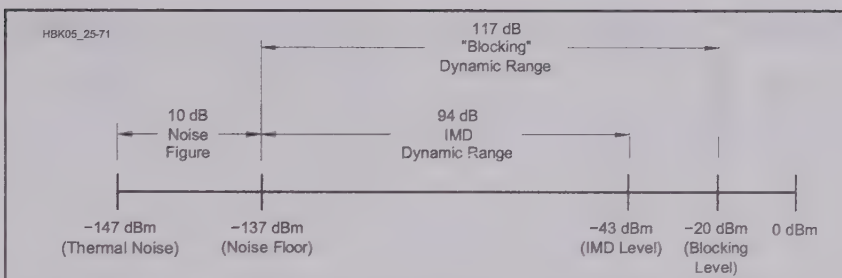 HBK05_25-71
117 dB
"Blocking"
Dynamic Range
10 dB
Noise
Figure
94 dB
IMD
Dynamic Range
−147 dBm
(Thermal Noise)
−137 dBm
(Noise Floor)
−43 dBm
(IMD Level)
−20 dBm
(Blocking
Level)
0 dBm